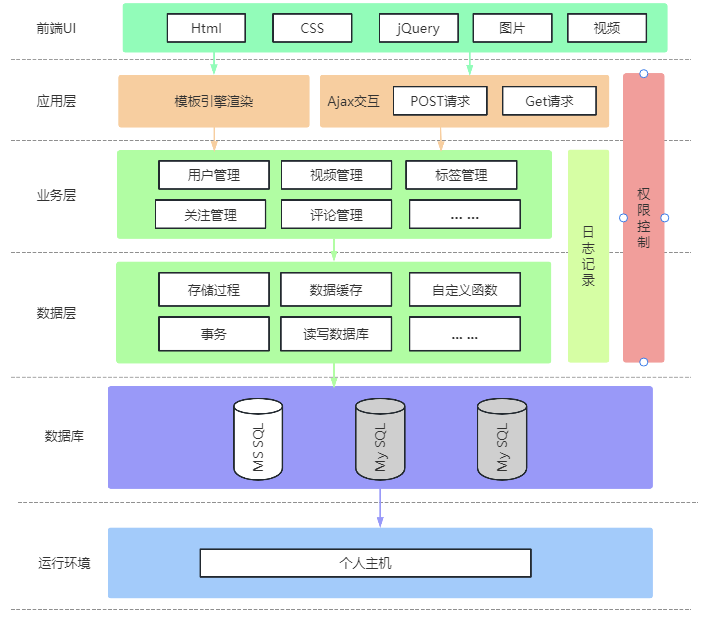 前端UI
Html
CSS
jQuery
图片
视频
应用层
模板引擎渲染
Ajax交互
POST请求
Get请求
业务层
用户管理
视频管理
标签管理
关注管理
评论管理
... ...
日志记录
权限控制
数据层
存储过程
数据缓存
自定义函数
事务
读写数据库
... ...
数据库
MS SQL
My SQL
My SQL
运行环境
个人主机